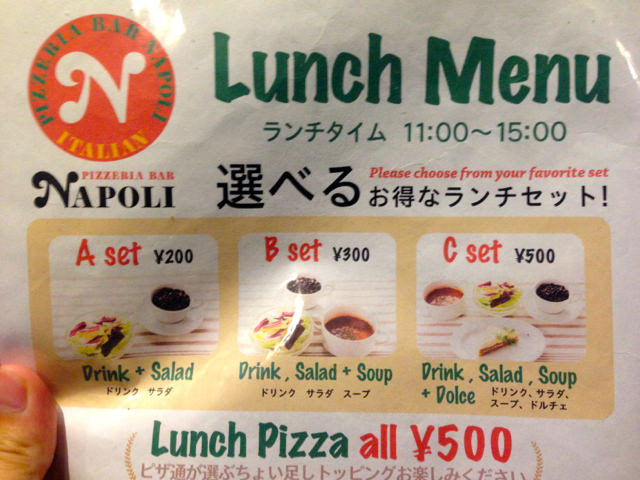 PIZZERIA BAR NAPOLI
N
ITALIAN
Lunch Menu
ランチタイム 11:00～15:00
PIZZERIA BAR
NAPOLI
選べる
Please choose from your favorite set
お得なランチセット!
A set ¥200
Drink + Salad
ドリンク サラダ
B set ¥300
Drink , Salad + Soup
ドリンク サラダ スープ
C set ¥500
Drink , Salad , Soup
+ Dolce
ドリンク、サラダ、
スープ、ドルチェ
Lunch Pizza all ¥500
ピザ通が選ぶちょい足しトッピングお楽しみください